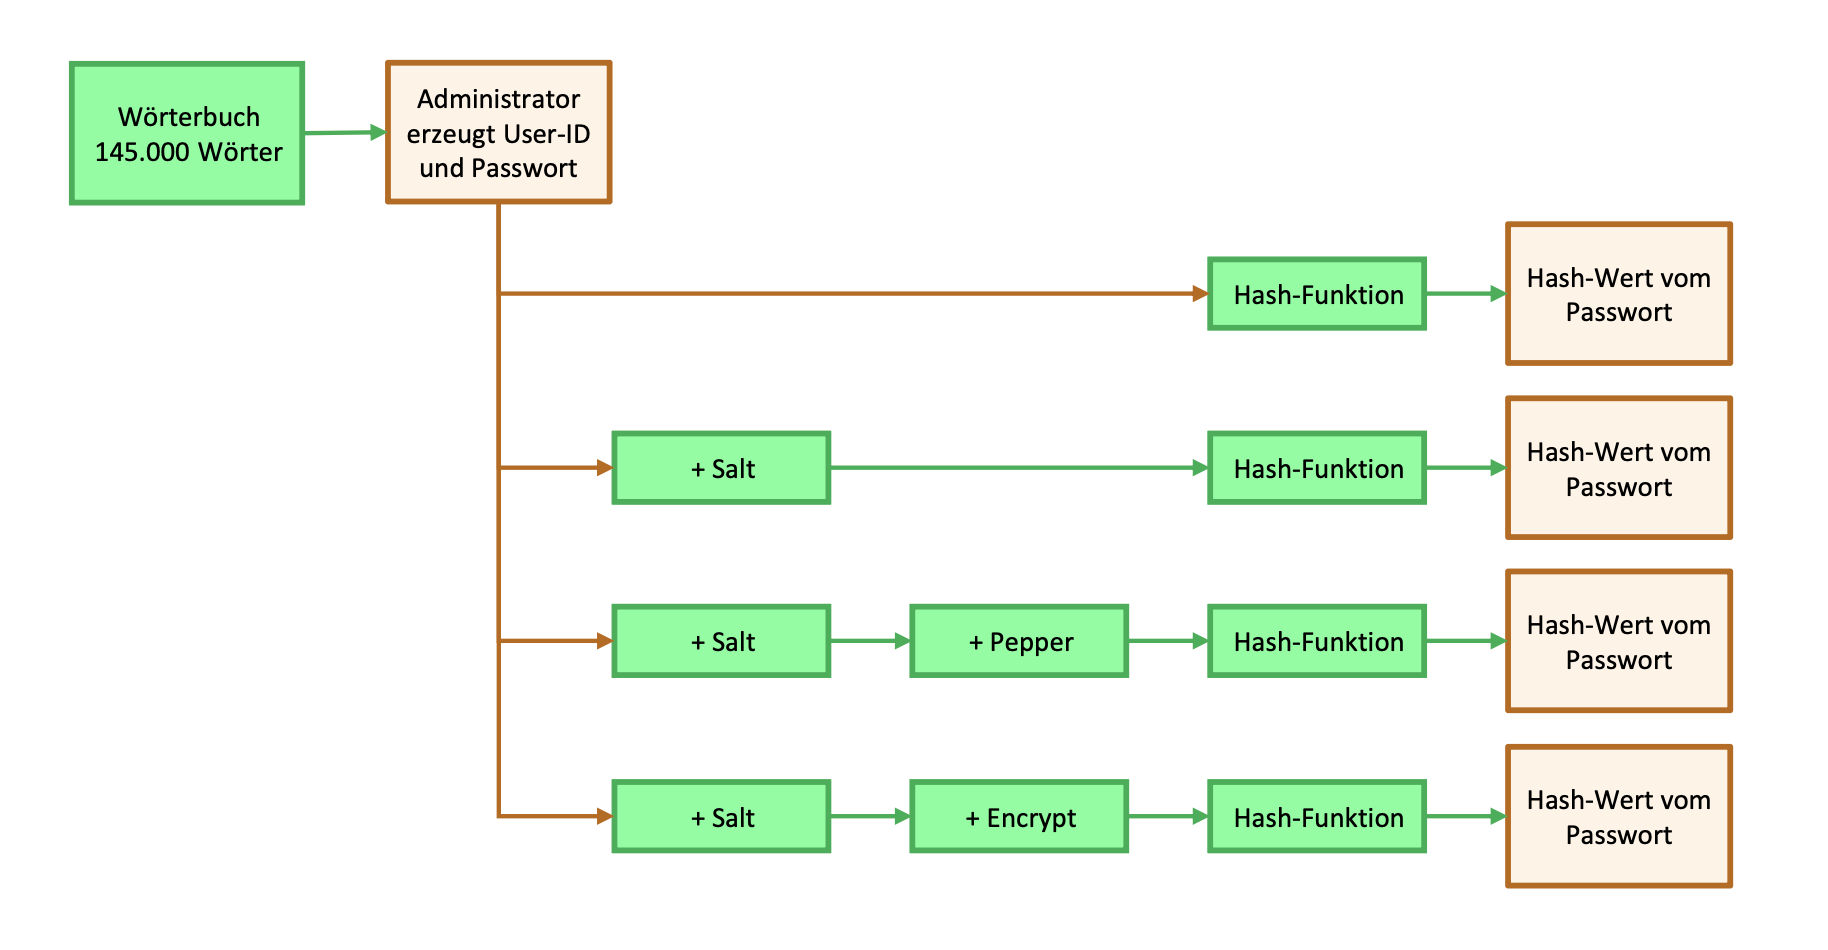 Wörterbuch
145.000 Wörter
Administrator
erzeugt User-ID
und Passwort
Hash-Funktion
Hash-Wert vom
Passwort
+ Salt
Hash-Funktion
Hash-Wert vom
Passwort
+ Salt
+ Pepper
Hash-Funktion
Hash-Wert vom
Passwort
+ Salt
+ Encrypt
Hash-Funktion
Hash-Wert vom
Passwort